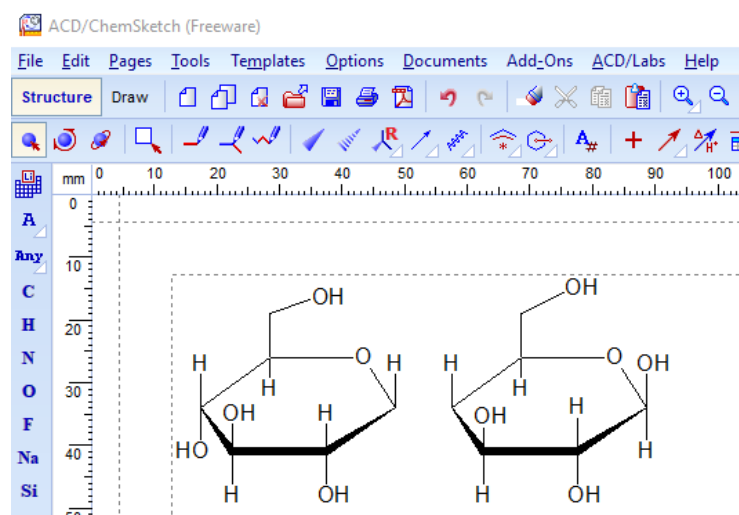 ACD/ChemSketch (Freeware)
File Edit Pages Tools Templates Options Documents Add-Ons ACD/Labs Help
Structure Draw
R A# + H+
Li mm 0 10 20 30 40 50 60 70 80 90 100
0
A
Any
10
C
H
20
N
O
30
F
Na
40
Si
OH OH
H O H H O OH
H H
OH H OH H
HO H
H OH H OH